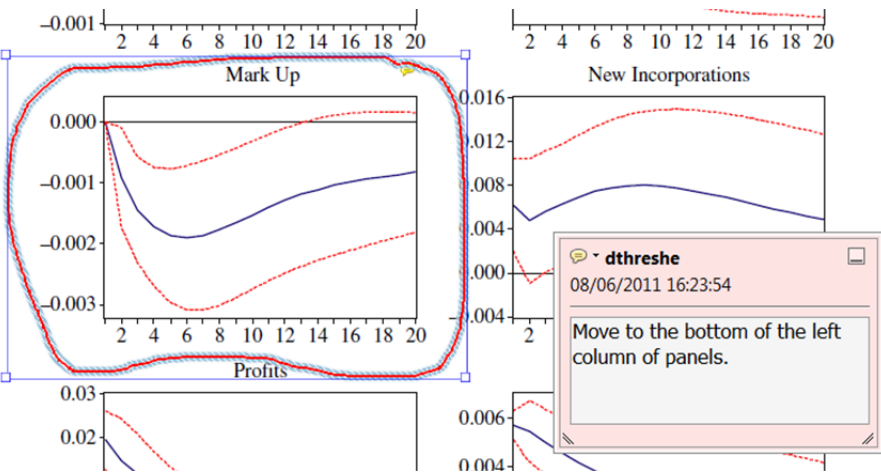 −0.001
2 4 6 8 10 12 14 16 18 20
2 4 6 8 10 12 14 16 18 20
Mark Up
New Incorporations
0.000
−0.001
−0.002
−0.003
2 4 6 8 10 12 14 16 18 20
0.016
0.012
.008
.004
.000
.004
2
dthreshe
08/06/2011 16:23:54
Move to the bottom of the left
column of panels.
Profits
0.03
0.02
0.006
0.004